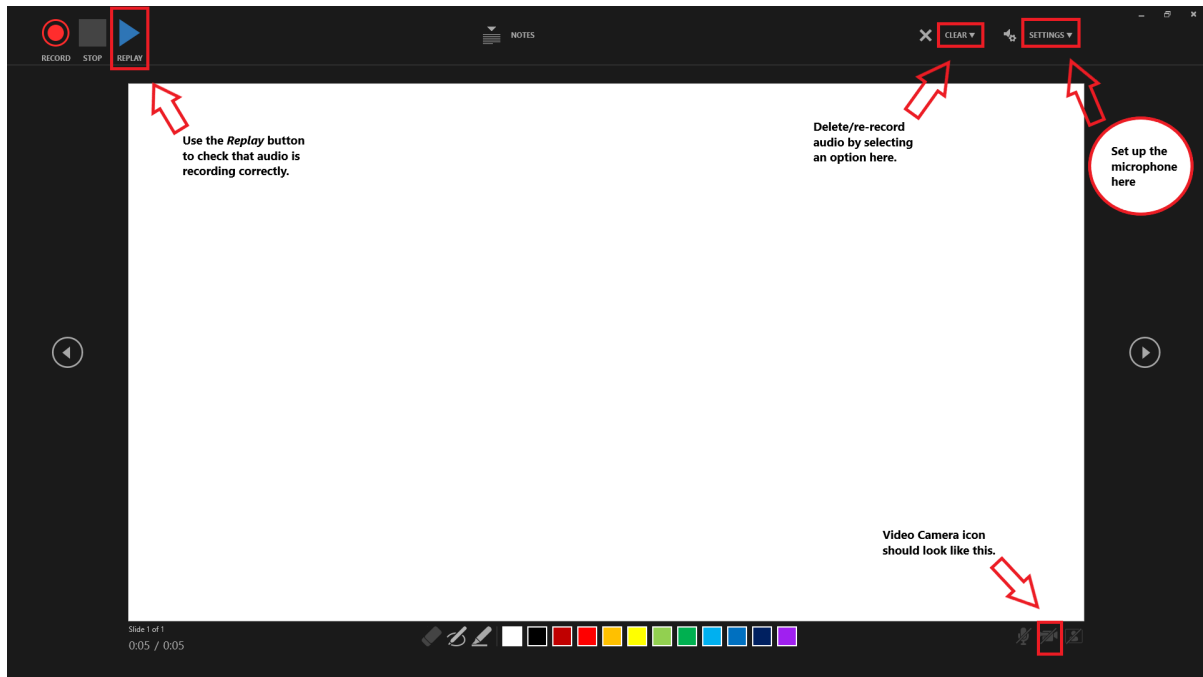 RECORD STOP REPLAY
NOTES
CLEAR ▼
SETTINGS ▼
Use the Replay button
to check that audio is
recording correctly.
Delete/re-record
audio by selecting
an option here.
Set up the
microphone
here
Video Camera icon
should look like this.
Slide 1 of 1
0:05 / 0:05